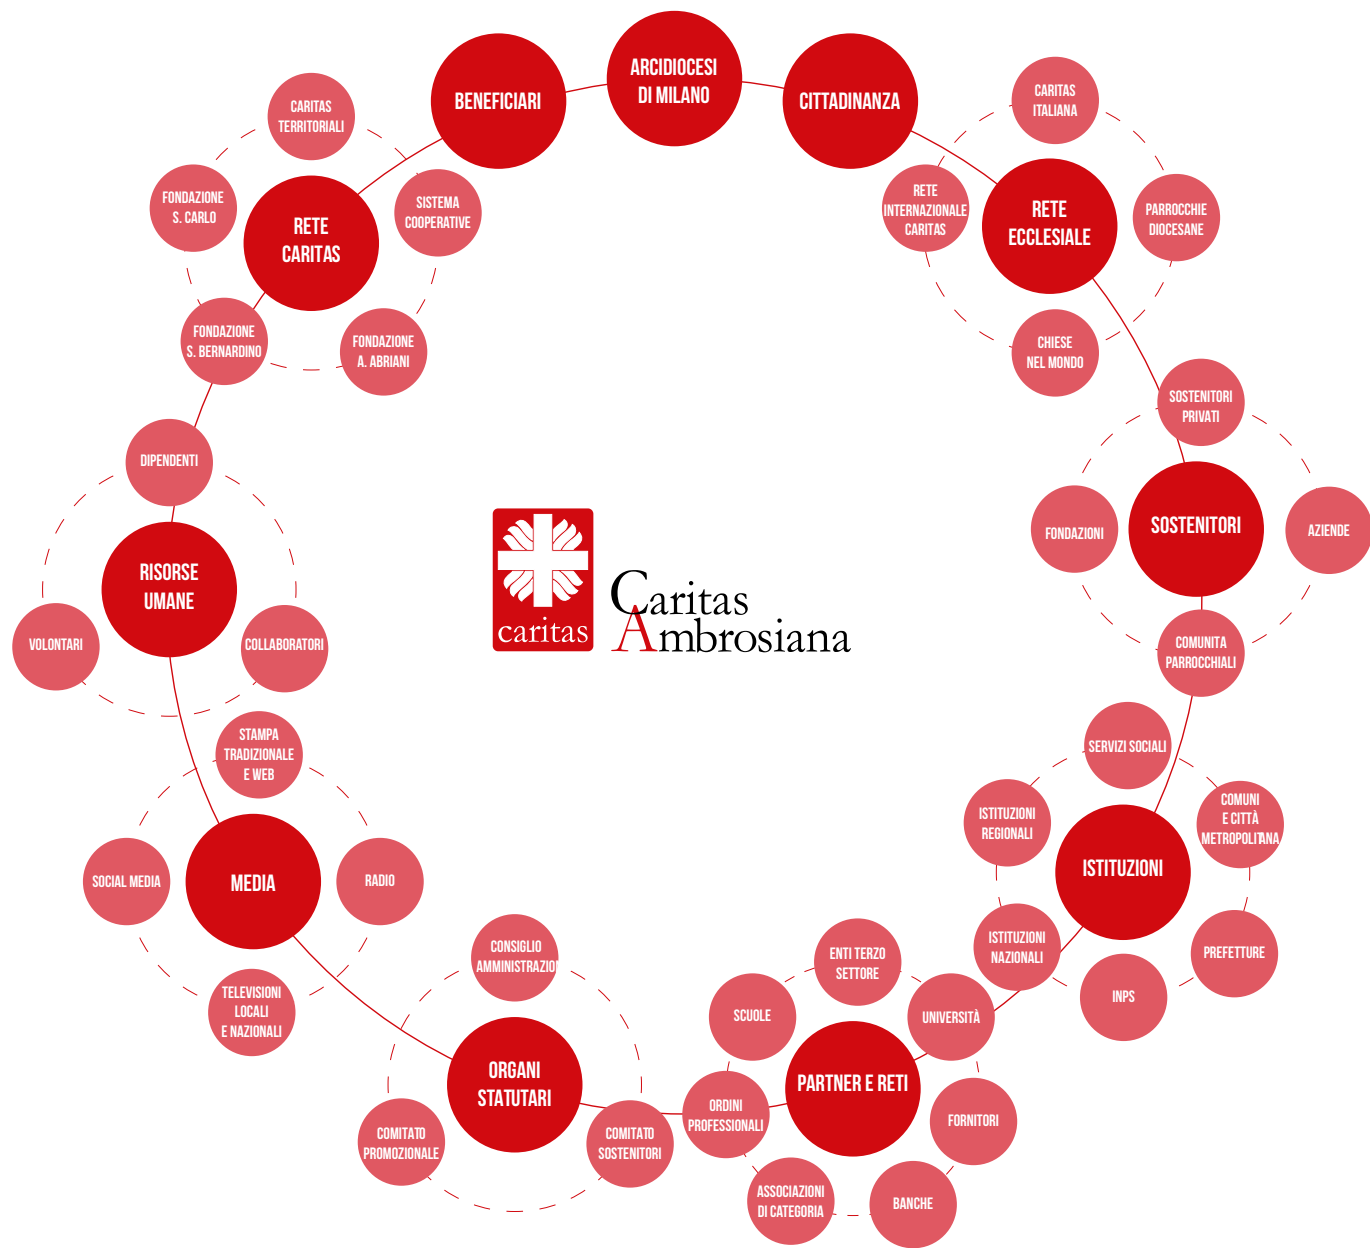 ARCIDIOCESI
DI MILANO
BENEFICIARI
CITTADINANZA
CARITAS
TERRITORIALI
FONDAZIONE
S. CARLO
SISTEMA
COOPERATIVE
RETE
CARITAS
FONDAZIONE
S. BERNARDINO
FONDAZIONE
A. ABRIANI
CARITAS
ITALIANA
RETE
INTERNAZIONALE
CARITAS
RETE
ECCLESIALE
PARROCCHIE
DIOCESANE
CHIESE
NEL MONDO
SOSTENITORI
PRIVATI
FONDAZIONI
SOSTENITORI
AZIENDE
COMUNITA
PARROCCHIALI
DIPENDENTI
RISORSE
UMANE
VOLONTARI
COLLABORATORI
caritas
Caritas
Ambrosiana
STAMPA
TRADIZIONALE
E WEB
SOCIAL MEDIA
MEDIA
RADIO
TELEVISIONI
LOCALI
E NAZIONALI
SERVIZI SOCIALI
ISTITUZIONI
REGIONALI
COMUNI
E CITTÀ
METROPOLITANA
ISTITUZIONI
ISTITUZIONI
NAZIONALI
PREFETTURE
INPS
CONSIGLIO
AMMINISTRAZIO
ORGANI
STATUTARI
COMITATO
PROMOZIONALE
COMITATO
SOSTENITORI
ENTI TERZO
SETTORE
SCUOLE
UNIVERSITÀ
PARTNER E RETI
ORDINI
PROFESSIONALI
FORNITORI
ASSOCIAZIONI
DI CATEGORIA
BANCHE